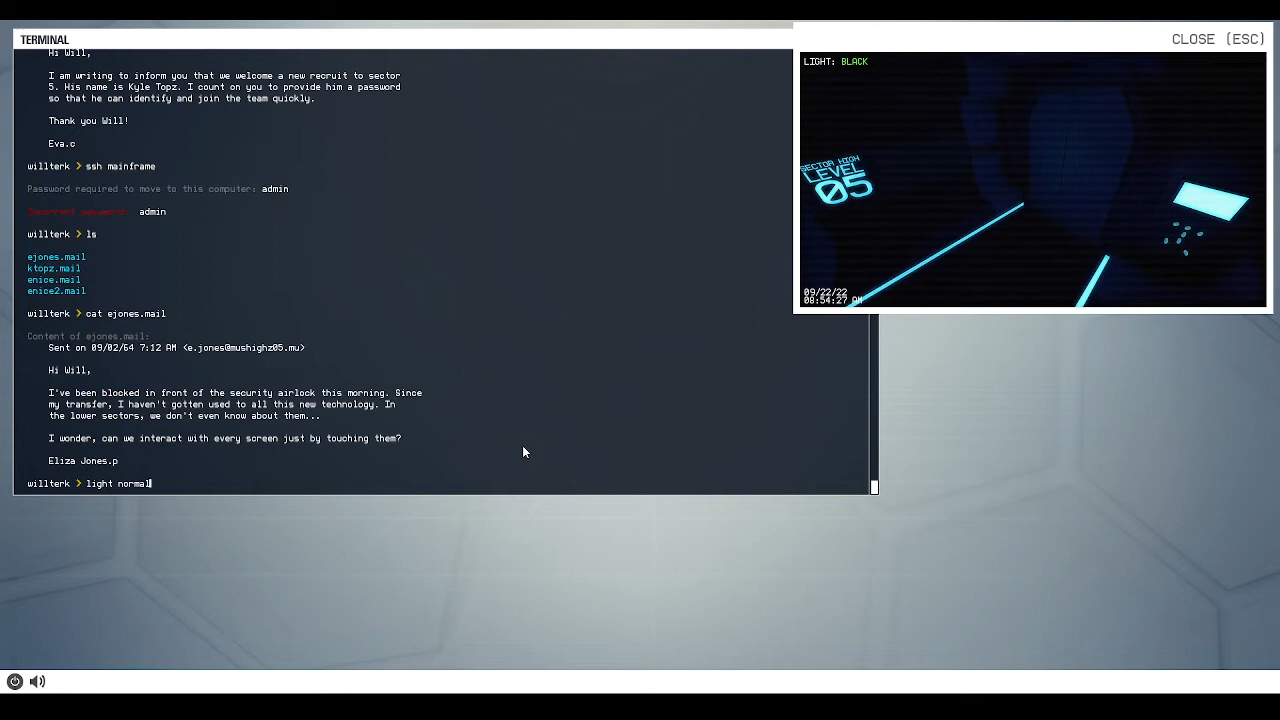 TERMINAL
Hi Will,
I am writing to inform you that we welcome a new recruit to sector
5. His name is Kyle Topz. I count on you to provide him a password
so that he can identify and join the team quickly.
Thank you Will!
Eva.c
willterk > ssh mainframe
Password required to move to this computer: admin
Incorrect password: admin
willterk > ls
ejones.mail
ktopz.mail
enice.mail
enice2.mail
willterk > cat ejones.mail
Content of ejones.mail:
Sent on 09/02/64 7:12 AM <e.jones@mushighz05.mu>
Hi Will,
I've been blocked in front of the security airlock this morning. Since
my transfer, I haven't gotten used to all this new technology. In
the lower sectors, we don't even know about them...
I wonder, can we interact with every screen just by touching them?
Eliza Jones.p
willterk > light normal
CLOSE (ESC)
LIGHT: BLACK
SECTOR HIGH
LEVEL
05
09/22/22
08:54:27 AM